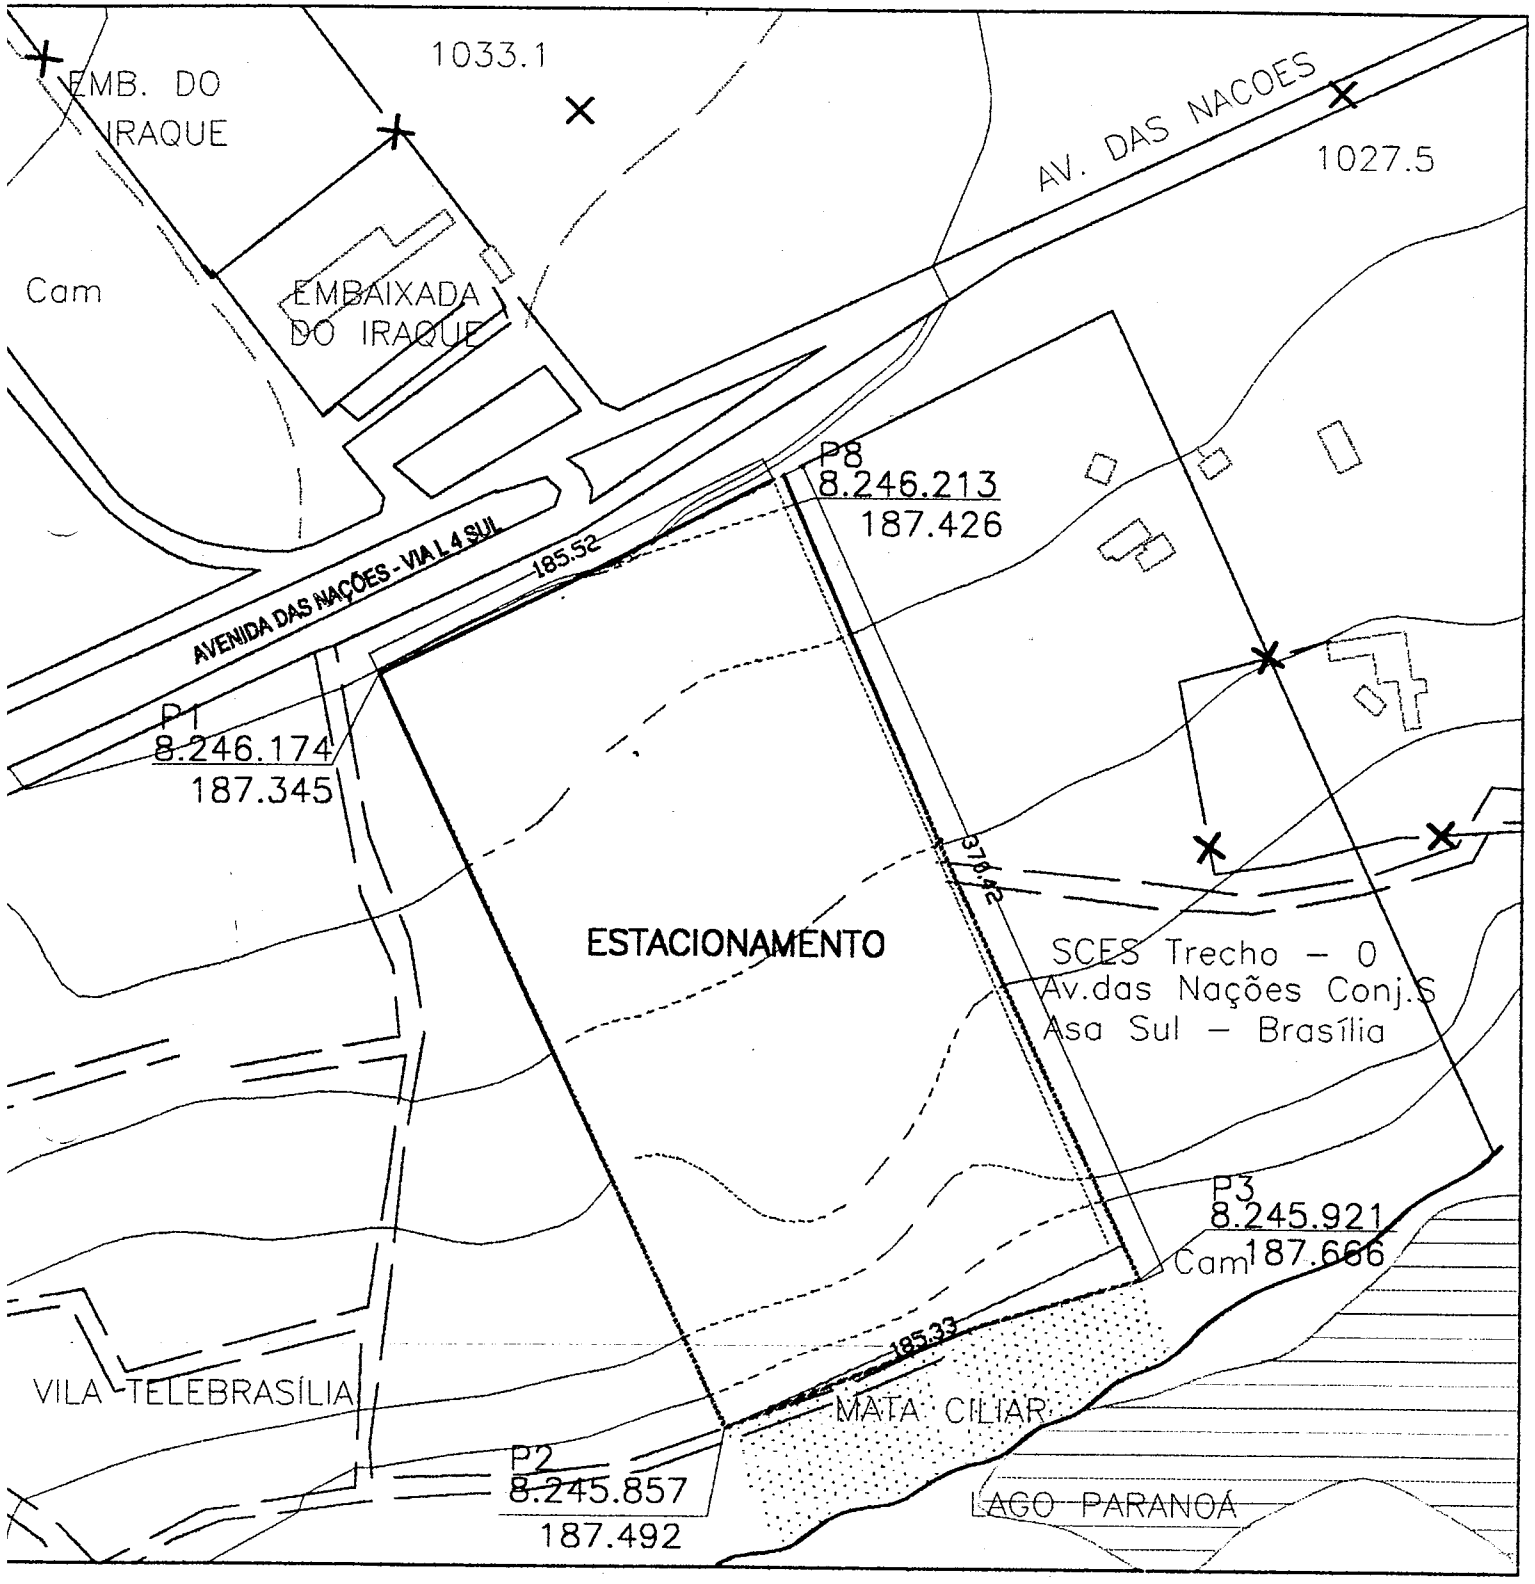 1033.1
EMB. DO
IRAQUE
AV. DAS NACOES
1027.5
Cam
EMBAIXADA
DO IRAQUE
P8
8.246.213
187.426
AVENIDA DAS NAÇÕES - VIA L 4 SUL
185.52
P1
8.246.174
187.345
370.42
ESTACIONAMENTO
SCES Trecho – 0
Av.das Nações Conj.S
Asa Sul – Brasília
P3
8.245.921
187.666
Cam
185.33
VILA TELEBRASÍLIA
MATA CILIAR
P2
8.245.857
187.492
LAGO PARANOÁ